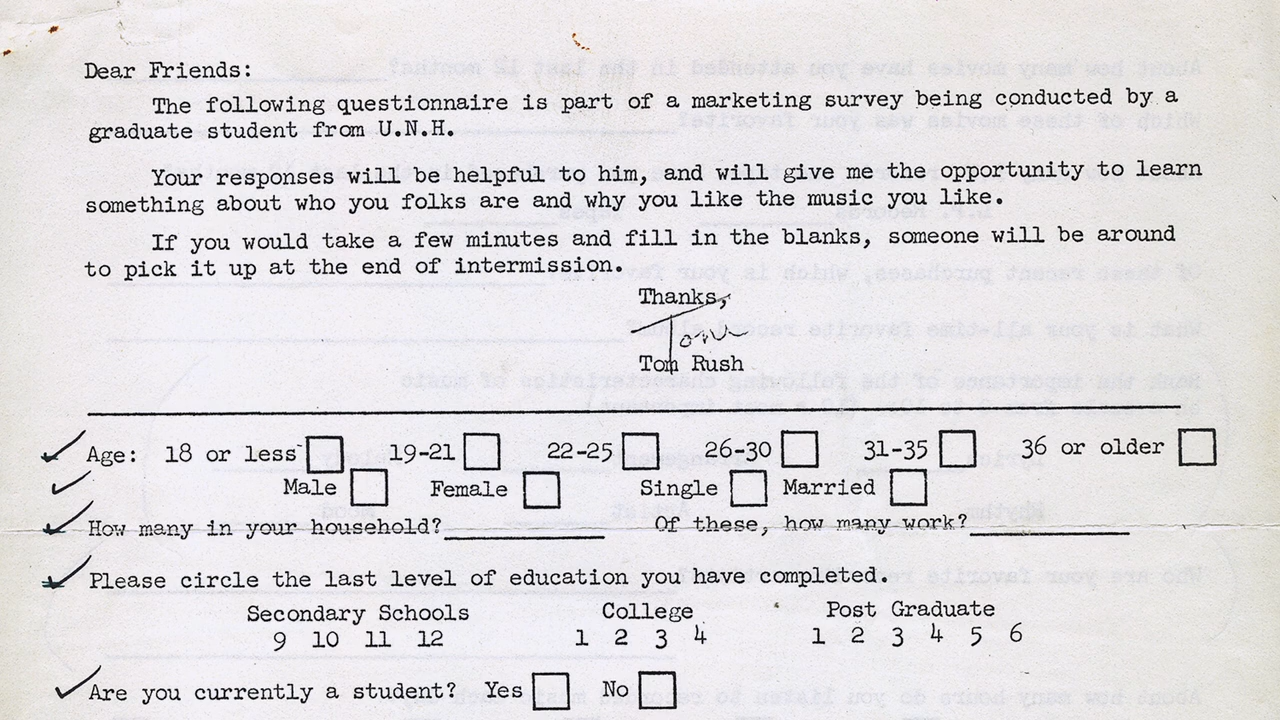 Dear Friends:
The following questionnaire is part of a marketing survey being conducted by a
graduate student from U.N.H.
Your responses will be helpful to him, and will give me the opportunity to learn
something about who you folks are and why you like the music you like.
If you would take a few minutes and fill in the blanks, someone will be around
to pick it up at the end of intermission.
Thanks,
Tom
Tom Rush
Age: 18 or less 19-21 22-25 26-30 31-35 36 or older
Male Female Single Married
How many in your household? Of these, how many work?
Please circle the last level of education you have completed.
Secondary Schools College Post Graduate
9 10 11 12 1 2 3 4 1 2 3 4 5 6
Are you currently a student? Yes No